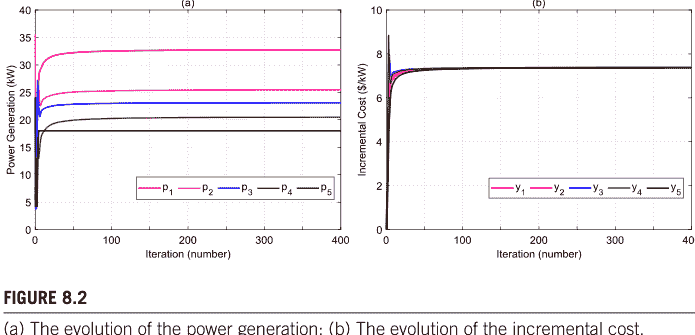 (a)
40
35
30
25
20
15
10
5
0
Power Generation (kW)
p1 p2 p3 p4 p5
0 100 200 300 400
Iteration (number)
(b)
10
8
6
4
2
0
Incremental Cost ($/kW)
y1 y2 y3 y4 y5
0 100 200 300 40
Iteration (number)
FIGURE 8.2
(a) The evolution of the power generation; (b) The evolution of the incremental cost.